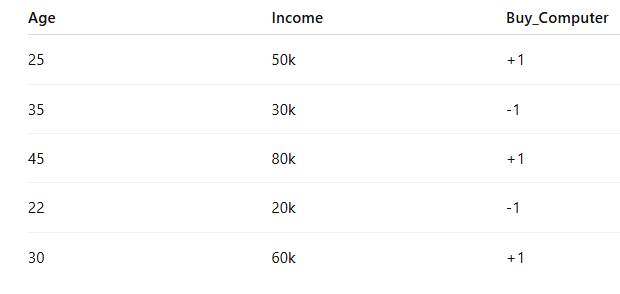 Age Income Buy_Computer
25 50k +1
35 30k -1
45 80k +1
22 20k -1
30 60k +1